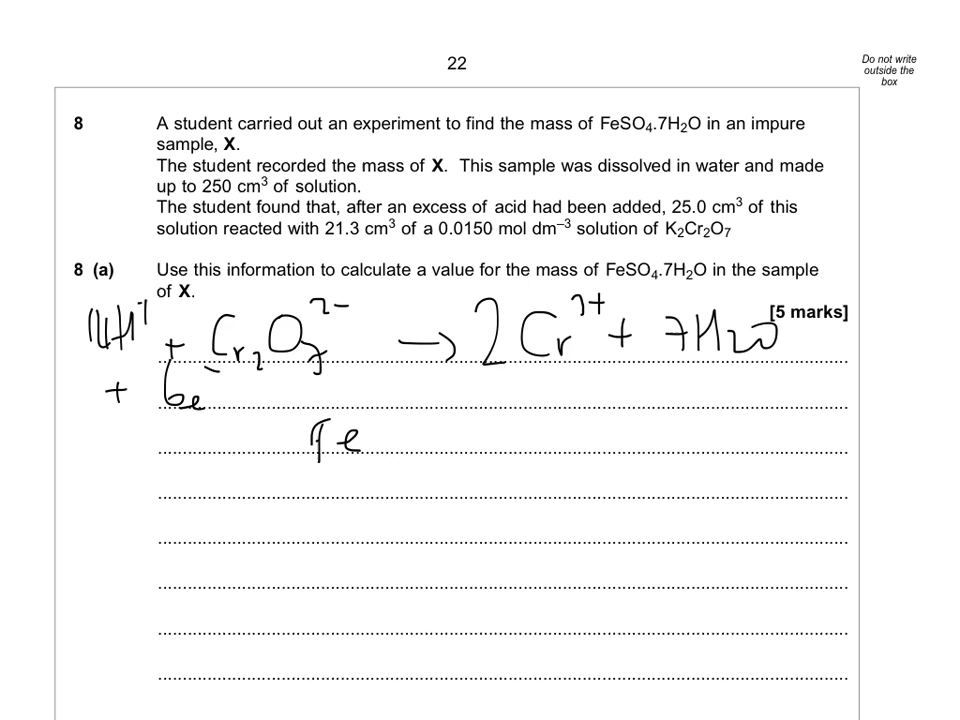 22
Do not write
outside the
box
8 A student carried out an experiment to find the mass of FeSO₄.7H₂O in an impure
sample, X.
The student recorded the mass of X. This sample was dissolved in water and made
up to 250 cm³ of solution.
The student found that, after an excess of acid had been added, 25.0 cm³ of this
solution reacted with 21.3 cm³ of a 0.0150 mol dm⁻³ solution of K₂Cr₂O₇
8 (a) Use this information to calculate a value for the mass of FeSO₄.7H₂O in the sample
of X.
[5 marks]
14H⁺ + Cr₂O₇²⁻ → 2Cr³⁺ + 7H₂O
+ 6e⁻
Fe